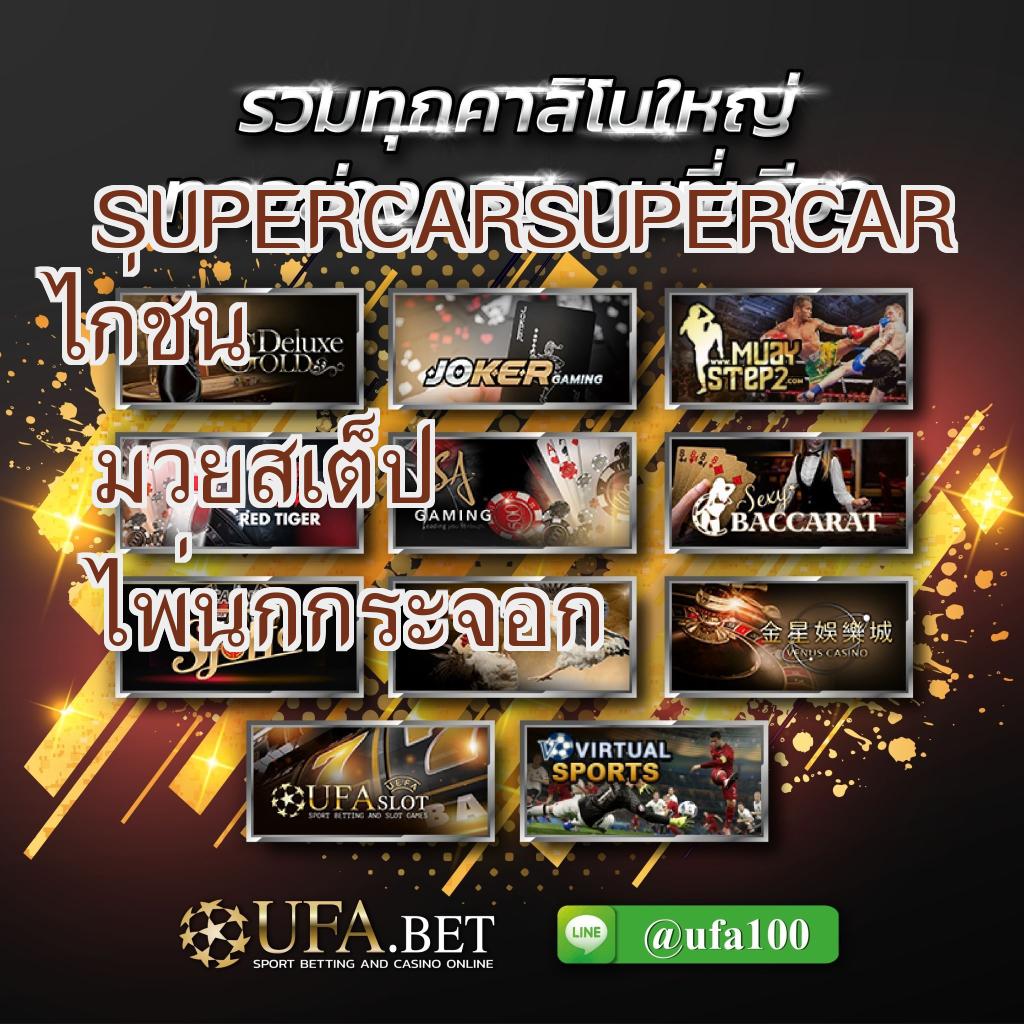 รวมทุกคาสิโนใหญ่
SUPERCARSUPERCAR
ไก่ชน
Deluxe
GOLD
JOKER GAMING
MUAY
STEP2.COM
มวยสเต็ป
RED TIGER
SA
GAMING
Sexy
BACCARAT
ไพ่นกกระจอก
金星娛樂城
VENUS CASINO
UEFA
UFASLOT
SPORT BETTING AND SLOT GAMES
VIRTUAL
SPORTS
UFA.BET
SPORT BETTING AND CASINO ONLINE
LINE
@ufa100